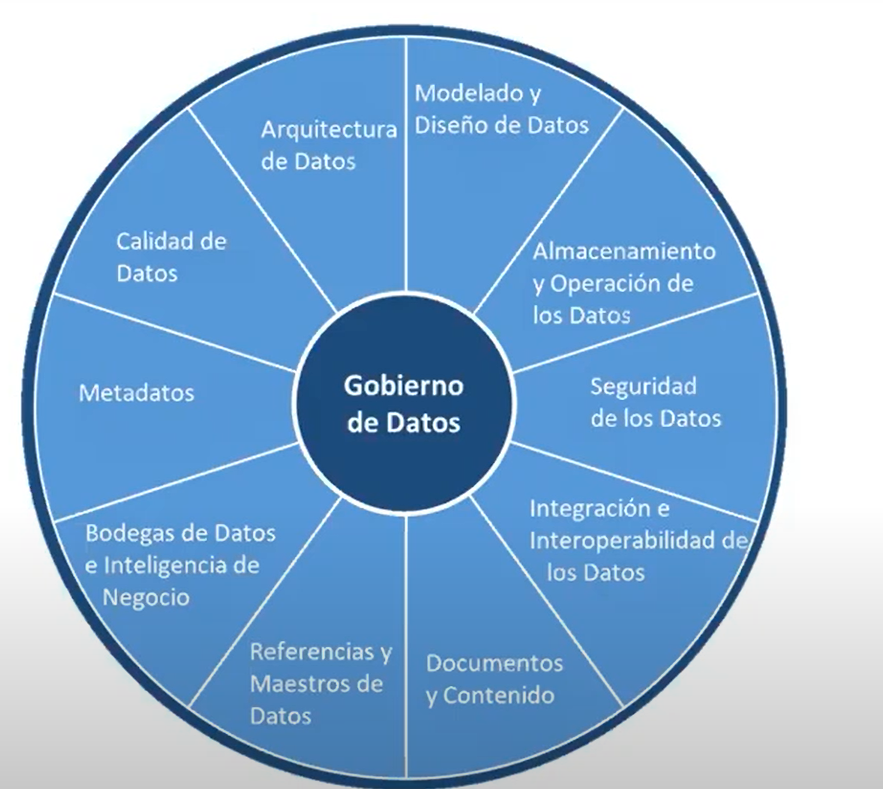 Modelado y
Diseño de Datos
Almacenamiento
y Operación de
los Datos
Seguridad
de los Datos
Integración e
Interoperabilidad de
los Datos
Documentos
y Contenido
Referencias y
Maestros de
Datos
Bodegas de Datos
e Inteligencia de
Negocio
Metadatos
Calidad de
Datos
Arquitectura
de Datos
Gobierno
de Datos